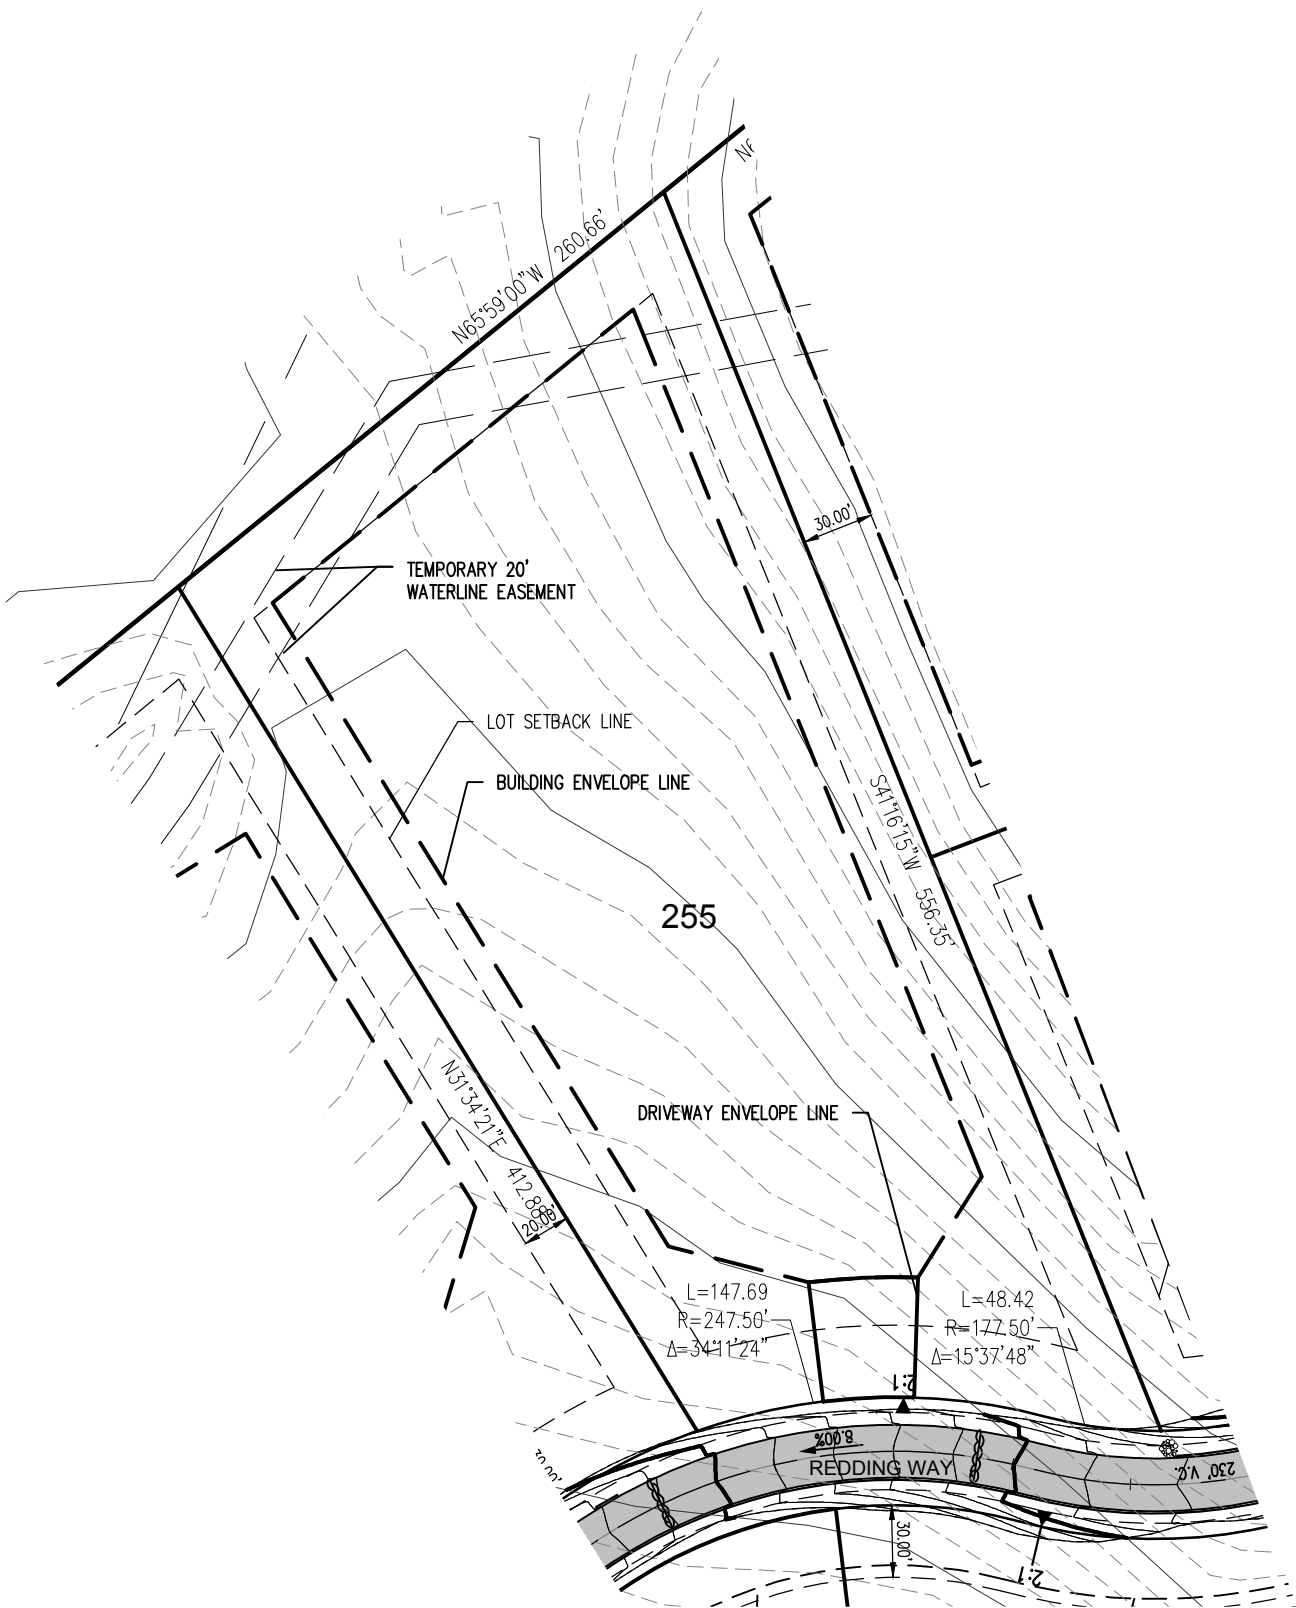 N6
N65°59'00"W 260.66'
30.00'
TEMPORARY 20'
WATERLINE EASEMENT
LOT SETBACK LINE
BUILDING ENVELOPE LINE
S41°16'15"W 556.35'
255
N31°34'21"E 412.88'
20.00'
DRIVEWAY ENVELOPE LINE
L=147.69
R=247.50'
Δ=34°11'24"
L=48.42
R=177.50'
Δ=15°37'48"
2:1
8.00%
REDDING WAY
230' V.C.
30.00'
2:1